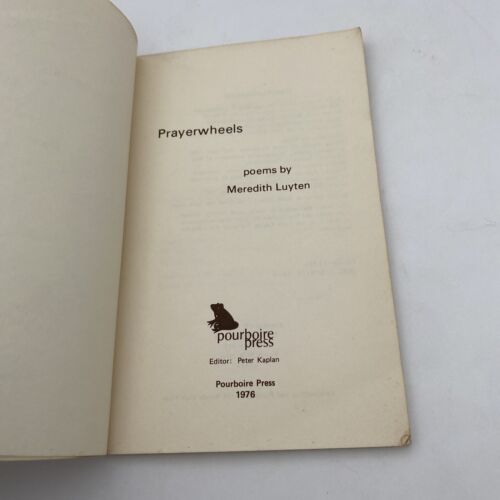 Prayerwheels
poems by
Meredith Luyten
pourboire
press
Editor: Peter Kaplan
Pourboire Press
1976